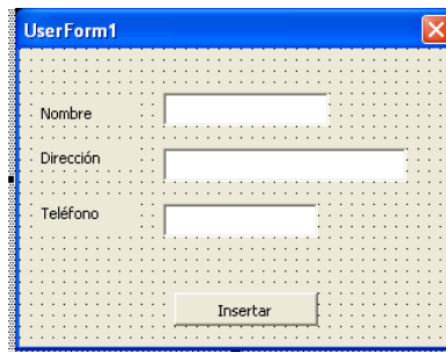 UserForm1
Nombre
Dirección
Teléfono
Insertar